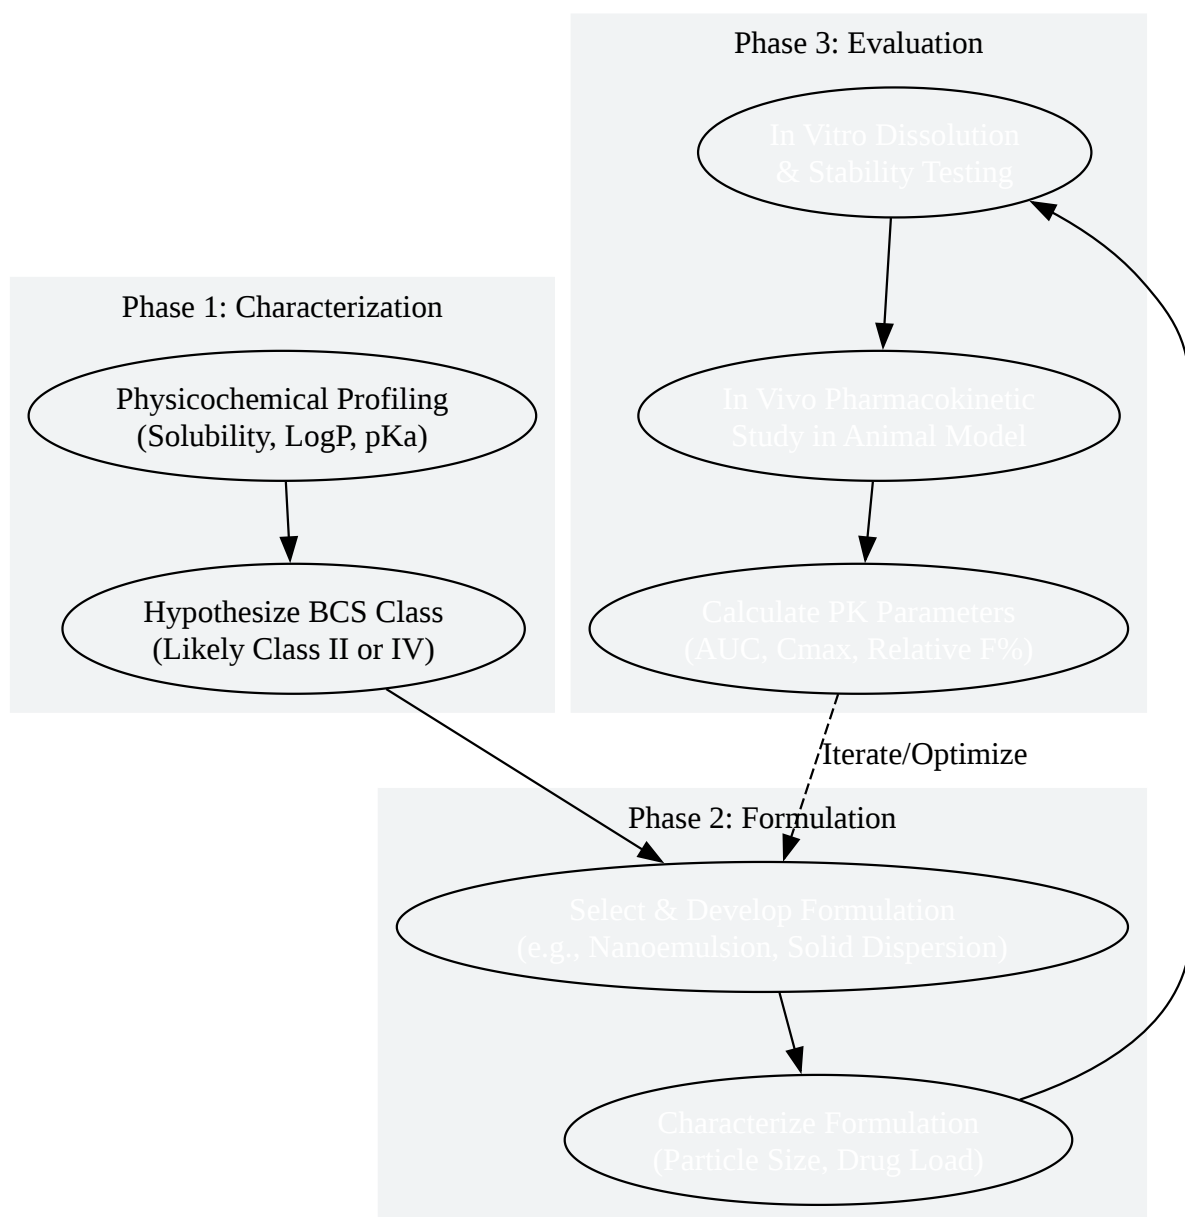 Phase 3: Evaluation
In Vitro Dissolution
& Stability Testing
Phase 1: Characterization
Physicochemical Profiling
(Solubility, LogP, pKa)
In Vivo Pharmacokinetic
Study in Animal Model
Hypothesize BCS Class
(Likely Class II or IV)
Calculate PK Parameters
(AUC, Cmax, Relative F%)
Iterate/Optimize
Phase 2: Formulation
Select & Develop Formulation
(e.g., Nanoemulsion, Solid Dispersion)
Characterize Formulation
(Particle Size, Drug Load)